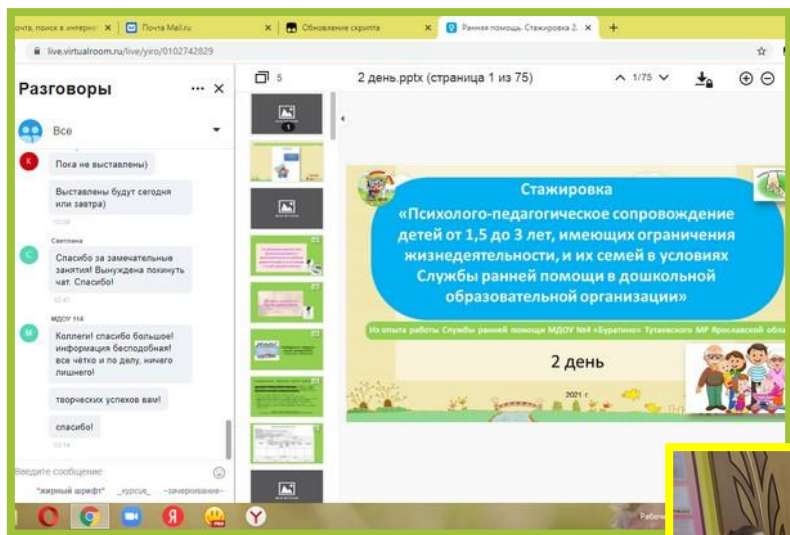 Почта Mail.ru
Обновление скрипта
Ранняя помощь. Стажировка 2.
live.virtualroom.ru/live/yiro/0102742829
Разговоры
5
2 день.pptx (страница 1 из 75)
1/75
Все
К
Пока не выставлены)
Выставлены будут сегодня
или завтра)
Светлана
С
Спасибо за замечательные
занятия! Вынуждена покинуть
чат. Спасибо!
12:41
МДОУ 114
М
Коллеги! спасибо большое!
информация бесподобная!
все чётко и по делу, ничего
лишнего!
творческих успехов вам!
спасибо!
Введите сообщение
*жирный шрифт* _курсив_ ~зачеркивание~
1
Стажировка
«Психолого-педагогическое сопровождение
детей от 1,5 до 3 лет, имеющих ограничения
жизнедеятельности, и их семей в условиях
Службы ранней помощи в дошкольной
образовательной организации»
Из опыта работы Службы ранней помощи МДОУ №4 «Буратино» Тутаевского МР Ярославской
2 день
2021 г.